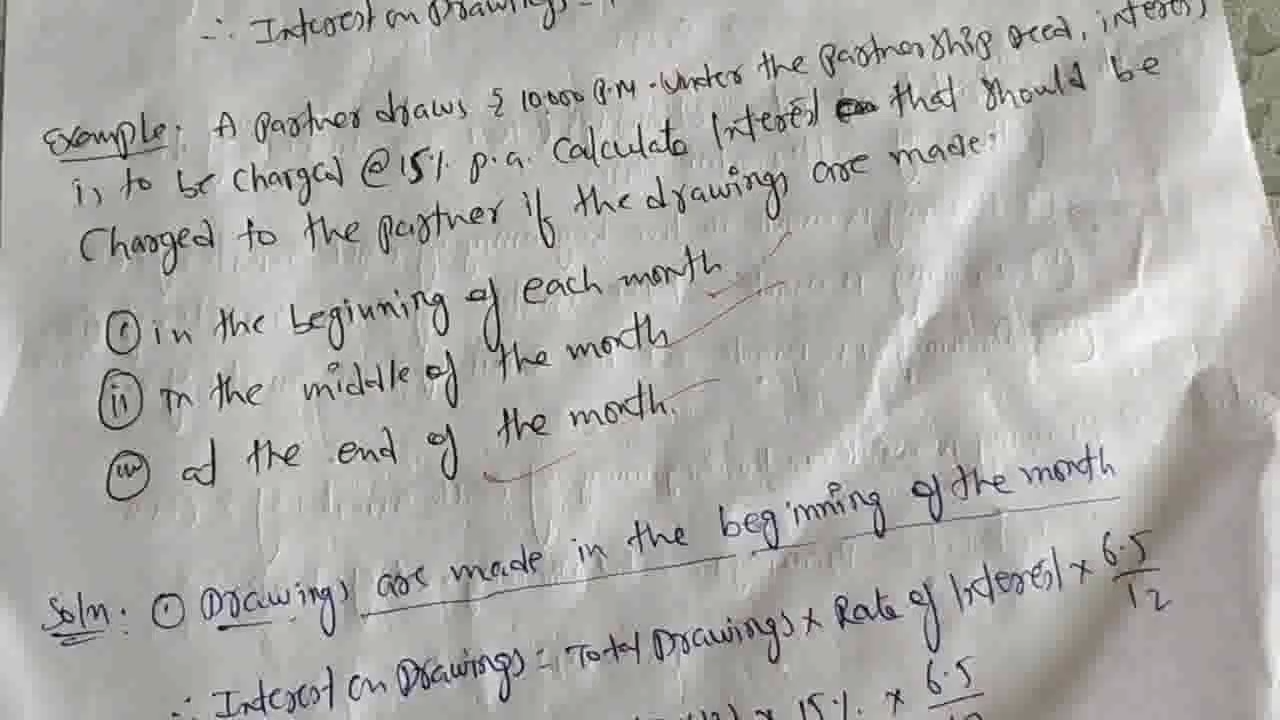 ∴ Interest on Drawings =
Example: A partner draws ₹ 10,000 P.M. Under the partnership deed, interest
is to be charged @ 15% p.a. Calculate Interest that should be
Charged to the partner if the drawings are made:
(i) in the beginning of each month
(ii) in the middle of the month
(iii) at the end of the month.
Soln: (i) Drawings are made in the beginning of the month
∴ Interest on Drawings = Total Drawings x Rate of Interest x 6.5/12
x 15% x 6.5